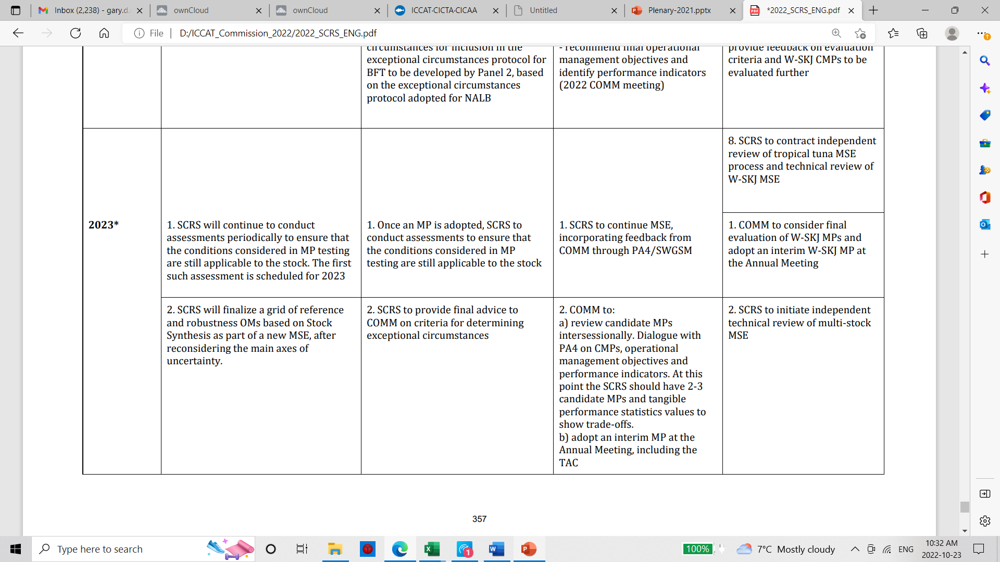 Inbox (2,238) - gary.d.
ownCloud
ownCloud
ICCAT·CICTA·CICAA
Untitled
Plenary-2021.pptx
*2022_SCRS_ENG.pdf
File
D:/ICCAT_Commission_2022/2022_SCRS_ENG.pdf
circumstances for inclusion in the
exceptional circumstances protocol for
BFT to be developed by Panel 2, based
on the exceptional circumstances
protocol adopted for NALB
- recommend final operational
management objectives and
identify performance indicators
(2022 COMM meeting)
provide feedback on evaluation
criteria and W-SKJ CMPs to be
evaluated further
8. SCRS to contract independent
review of tropical tuna MSE
process and technical review of
W-SKJ MSE
2023*
1. SCRS will continue to conduct
assessments periodically to ensure that
the conditions considered in MP testing
are still applicable to the stock. The first
such assessment is scheduled for 2023
1. Once an MP is adopted, SCRS to
conduct assessments to ensure that
the conditions considered in MP
testing are still applicable to the stock
1. SCRS to continue MSE,
incorporating feedback from
COMM through PA4/SWGSM
1. COMM to consider final
evaluation of W-SKJ MPs and
adopt an interim W-SKJ MP at
the Annual Meeting
2. SCRS will finalize a grid of reference
and robustness OMs based on Stock
Synthesis as part of a new MSE, after
reconsidering the main axes of
uncertainty.
2. SCRS to provide final advice to
COMM on criteria for determining
exceptional circumstances
2. COMM to:
a) review candidate MPs
intersessionally. Dialogue with
PA4 on CMPs, operational
management objectives and
performance indicators. At this
point the SCRS should have 2-3
candidate MPs and tangible
performance statistics values to
show trade-offs.
b) adopt an interim MP at the
Annual Meeting, including the
TAC
2. SCRS to initiate independent
technical review of multi-stock
MSE
357
Type here to search
1
100%
7°C Mostly cloudy
ENG
10:32 AM
2022-10-23